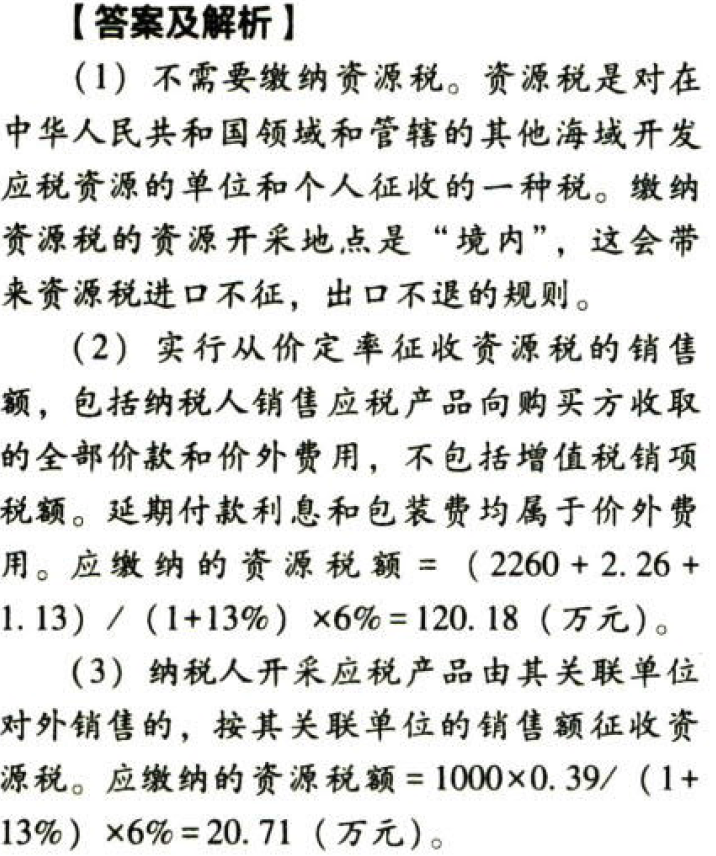 【答案及解析】
(1) 不需要缴纳资源税。资源税是对在
中华人民共和国领域和管辖的其他海域开发
应税资源的单位和个人征收的一种税。缴纳
资源税的资源开采地点是“境内”，这会带
来资源税进口不征，出口不退的规则。
(2) 实行从价定率征收资源税的销售
额，包括纳税人销售应税产品向购买方收取
的全部价款和价外费用，不包括增值税销项
税额。延期付款利息和包装费均属于价外费
用。应缴纳的资源税额 = (2260 + 2.26 +
1.13) / (1+13%) ×6% = 120.18 (万元)。
(3) 纳税人开采应税产品由其关联单位
对外销售的，按其关联单位的销售额征收资
源税。应缴纳的资源税额 = 1000×0.39/ (1+
13%) ×6% = 20.71 (万元)。